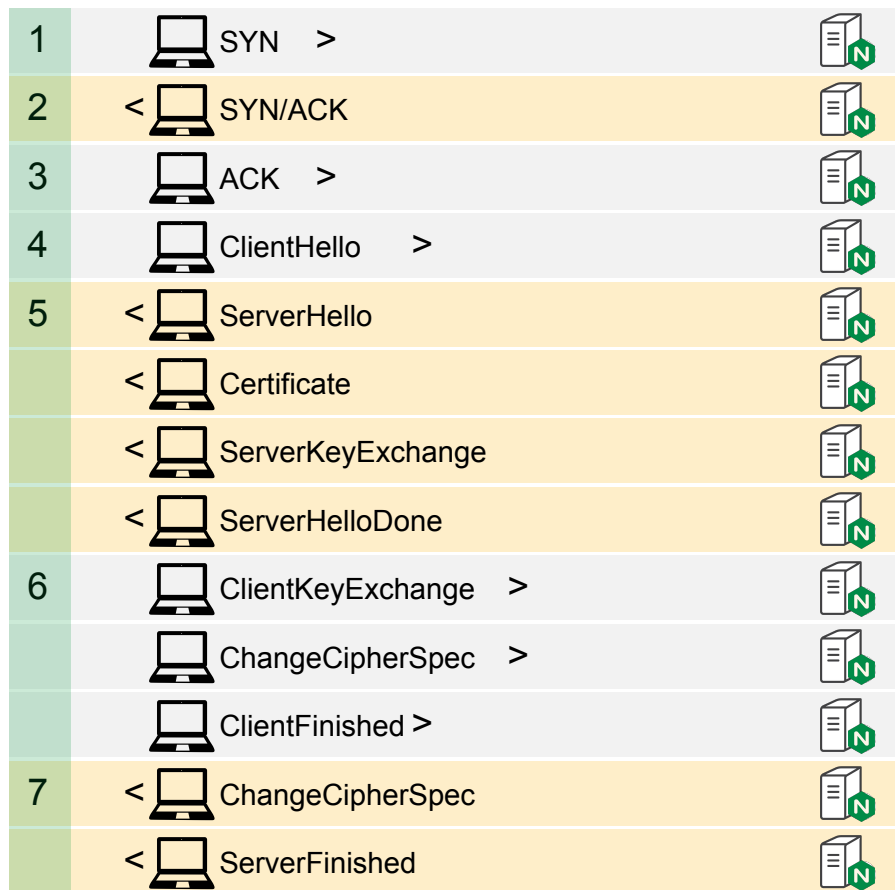 1 SYN > N
2 < SYN/ACK N
3 ACK > N
4 ClientHello > N
5 < ServerHello N
< Certificate N
< ServerKeyExchange N
< ServerHelloDone N
6 ClientKeyExchange > N
ChangeCipherSpec > N
ClientFinished > N
7 < ChangeCipherSpec N
< ServerFinished N